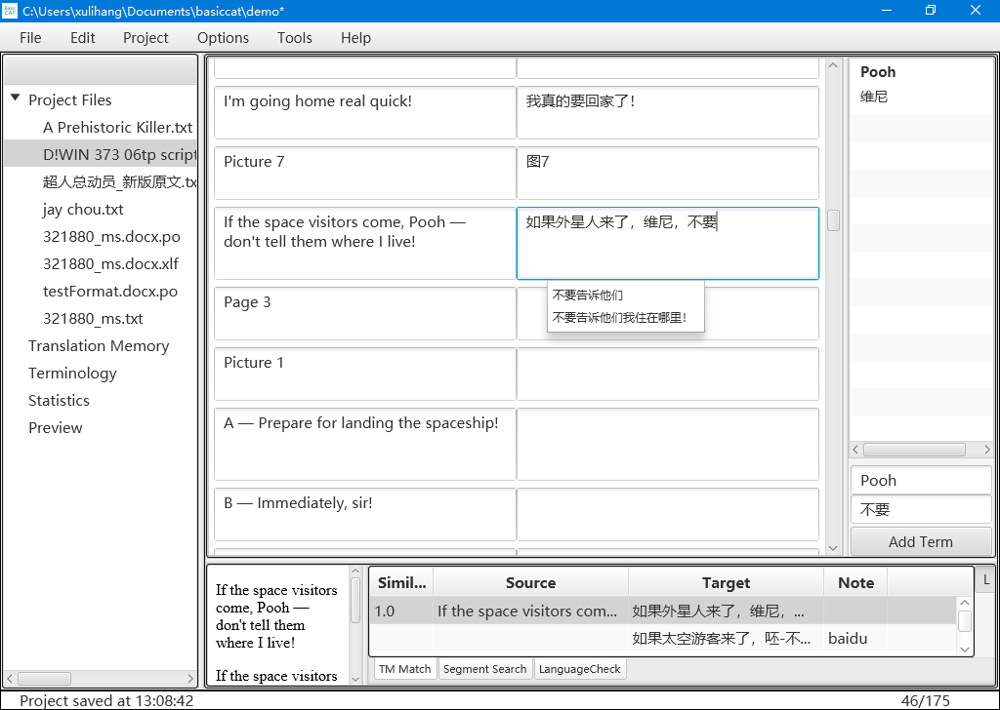 Basic
CAT
C:\Users\xulihang\Documents\basiccat\demo*
File Edit Project Options Tools Help
Project Files
A Prehistoric Killer.txt
D!WIN 373 06tp script
超人总动员_新版原文.tx
jay chou.txt
321880_ms.docx.po
321880_ms.docx.xlf
testFormat.docx.po
321880_ms.txt
Translation Memory
Terminology
Statistics
Preview
I'm going home real quick!
我真的要回家了！
Picture 7
图7
If the space visitors come, Pooh —
don't tell them where I live!
如果外星人来了，维尼，不要
不要告诉他们
不要告诉他们我住在哪里！
Page 3
Picture 1
A — Prepare for landing the spaceship!
B — Immediately, sir!
Pooh
维尼
Pooh
不要
Add Term
If the space visitors
come, Pooh —
don't tell them
where I live!
If the space visitors
Simil... Source Target Note
1.0 If the space visitors com... 如果外星人来了，维尼，...
如果太空游客来了，呸-不... baidu
L
TM Match Segment Search LanguageCheck
Project saved at 13:08:42
46/175